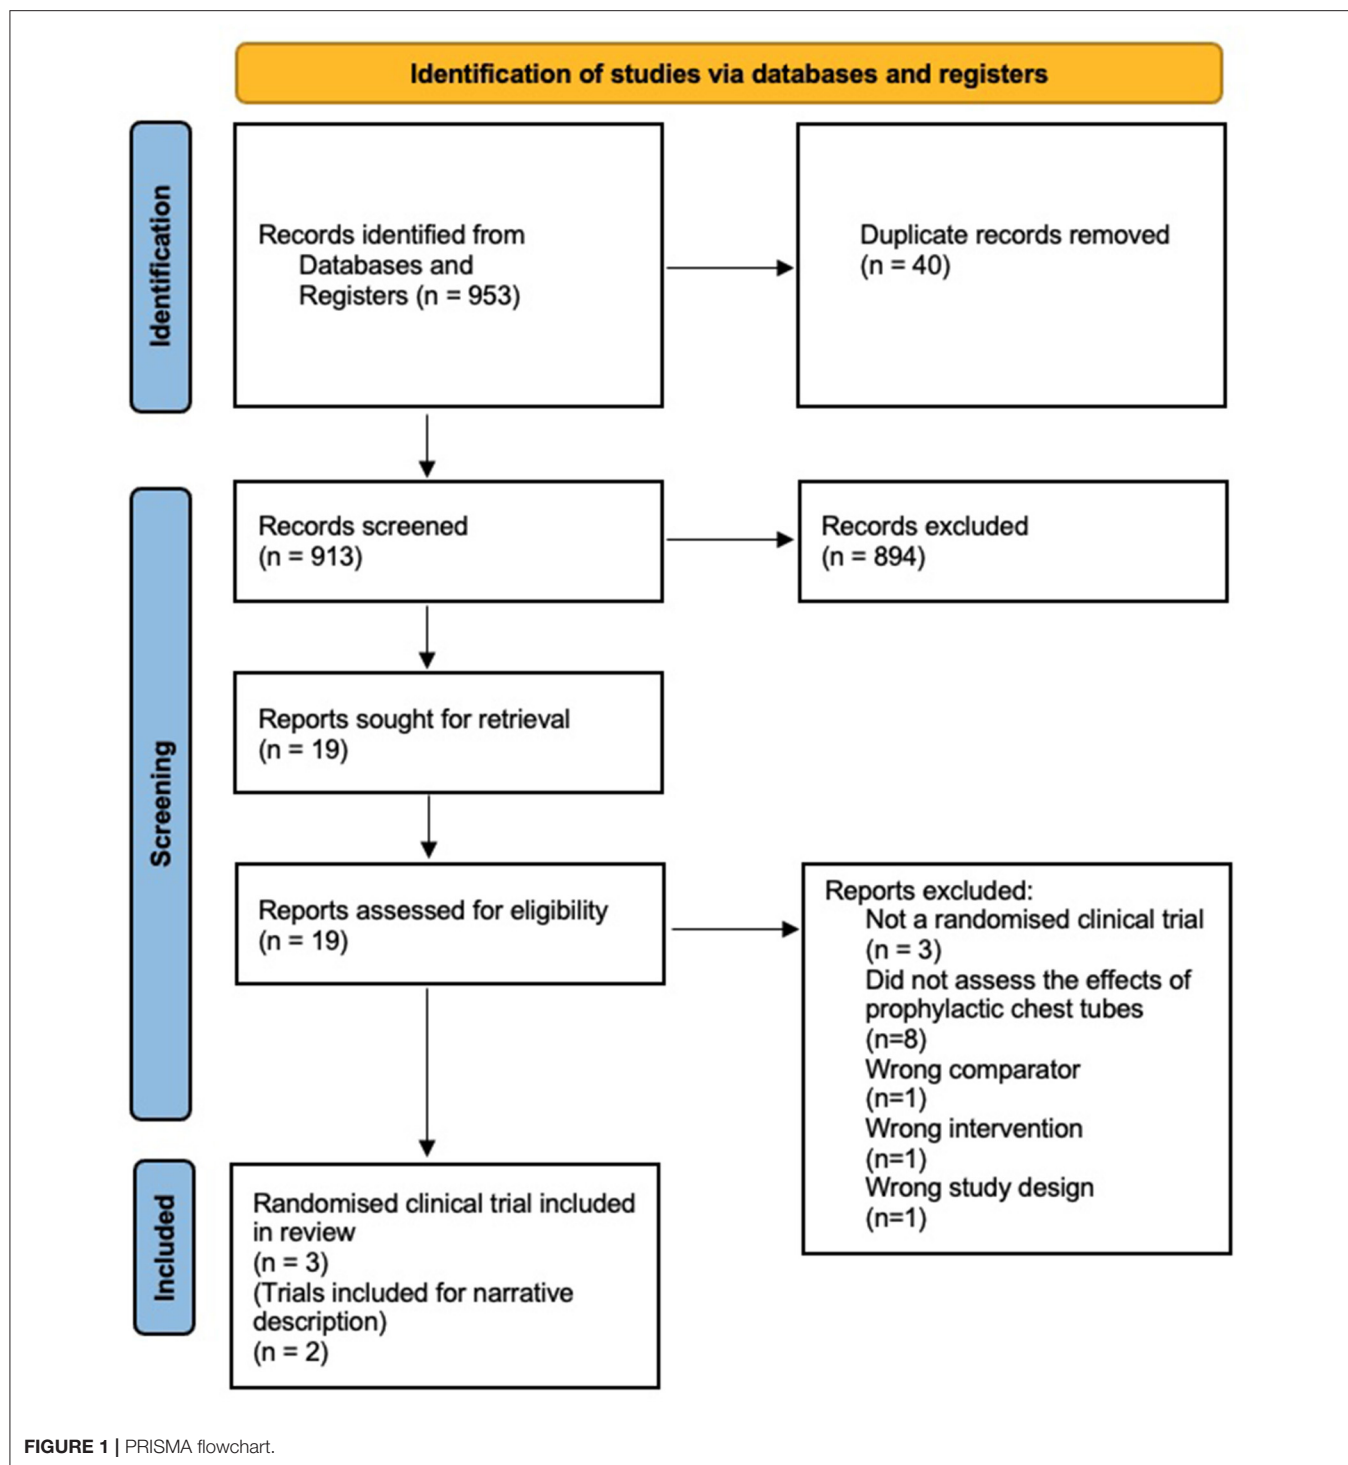 Identification of studies via databases and registers
Identification
Records identified from
Databases and
Registers (n = 953)
Duplicate records removed
(n = 40)
Screening
Records screened
(n = 913)
Records excluded
(n = 894)
Reports sought for retrieval
(n = 19)
Reports assessed for eligibility
(n = 19)
Reports excluded:
Not a randomised clinical trial
(n = 3)
Did not assess the effects of
prophylactic chest tubes
(n=8)
Wrong comparator
(n=1)
Wrong intervention
(n=1)
Wrong study design
(n=1)
Included
Randomised clinical trial included
in review
(n = 3)
(Trials included for narrative
description)
(n = 2)
FIGURE 1 | PRISMA flowchart.